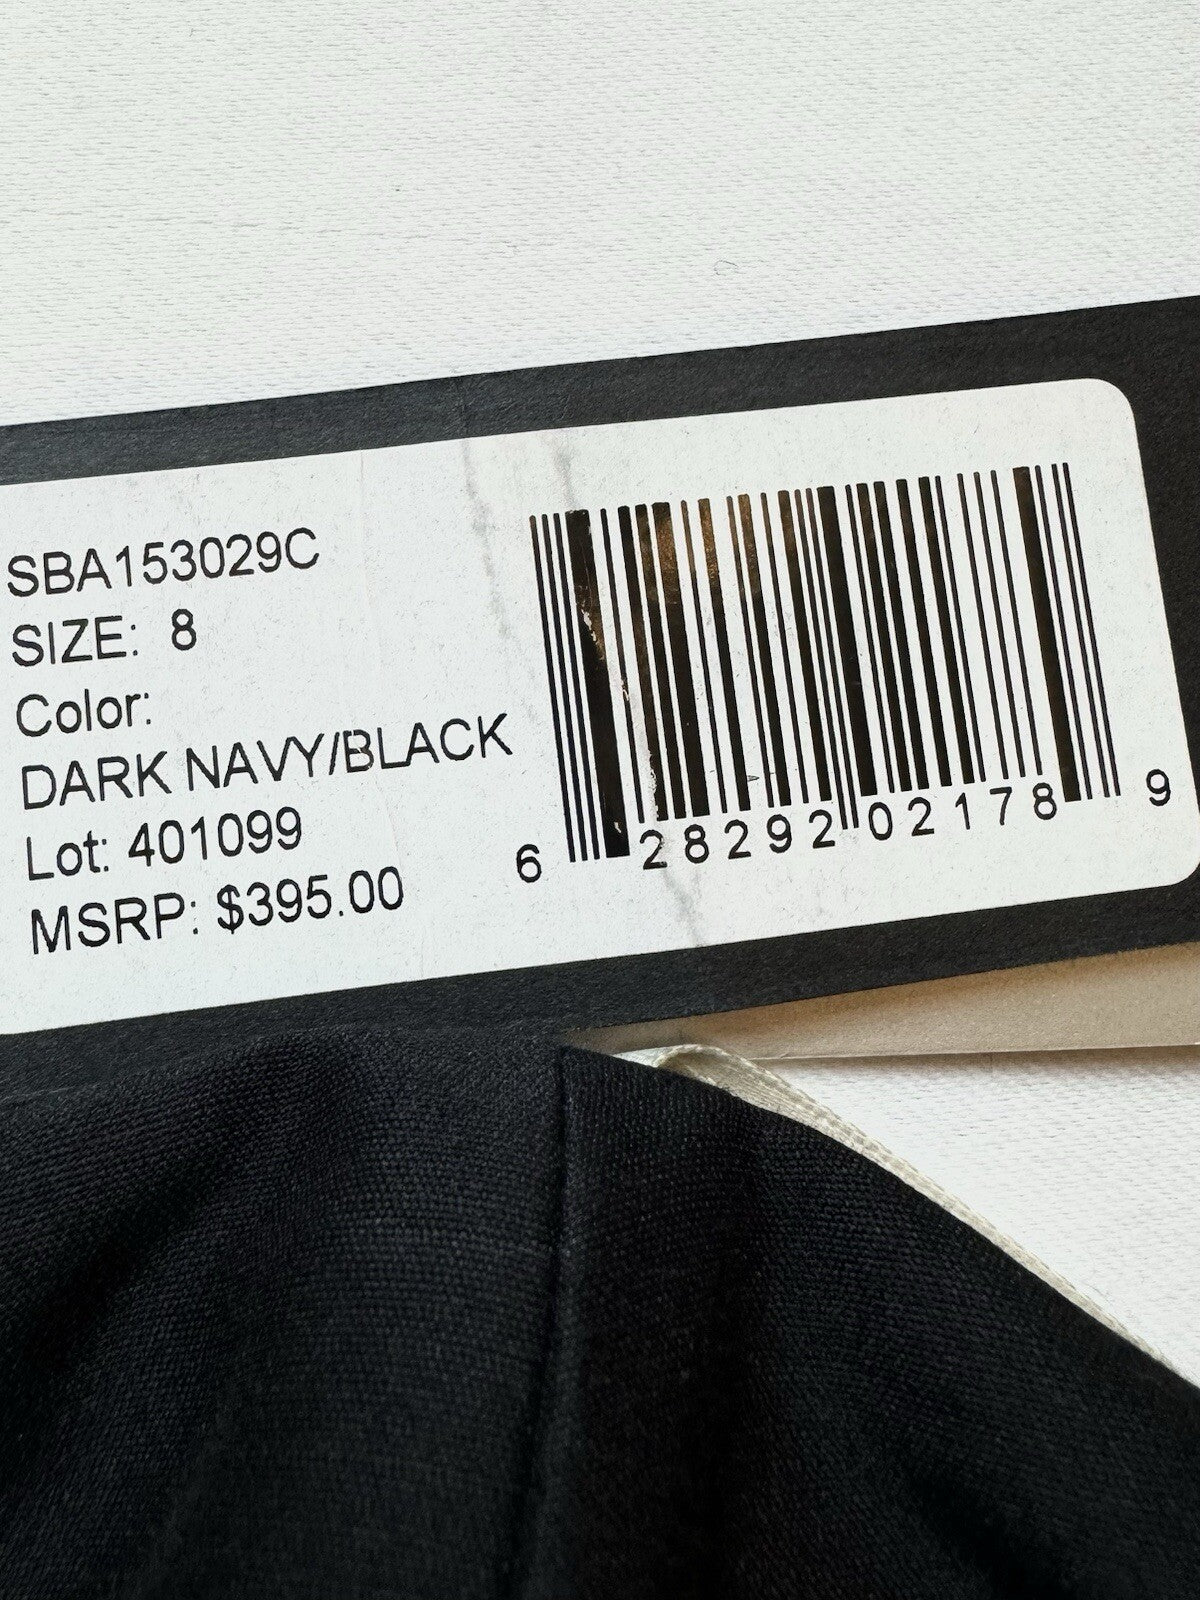 SBA153029C
SIZE: 8
Color:
DARK NAVY/BLACK
Lot: 401099
MSRP: $395.00
6 28292 02178 9